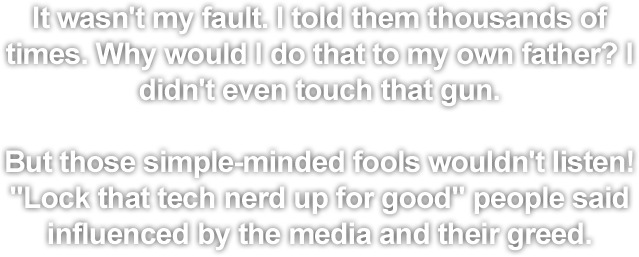 It wasn't my fault. I told them thousands of
times. Why would I do that to my own father? I
didn't even touch that gun.
But those simple-minded fools wouldn't listen!
"Lock that tech nerd up for good" people said
influenced by the media and their greed.